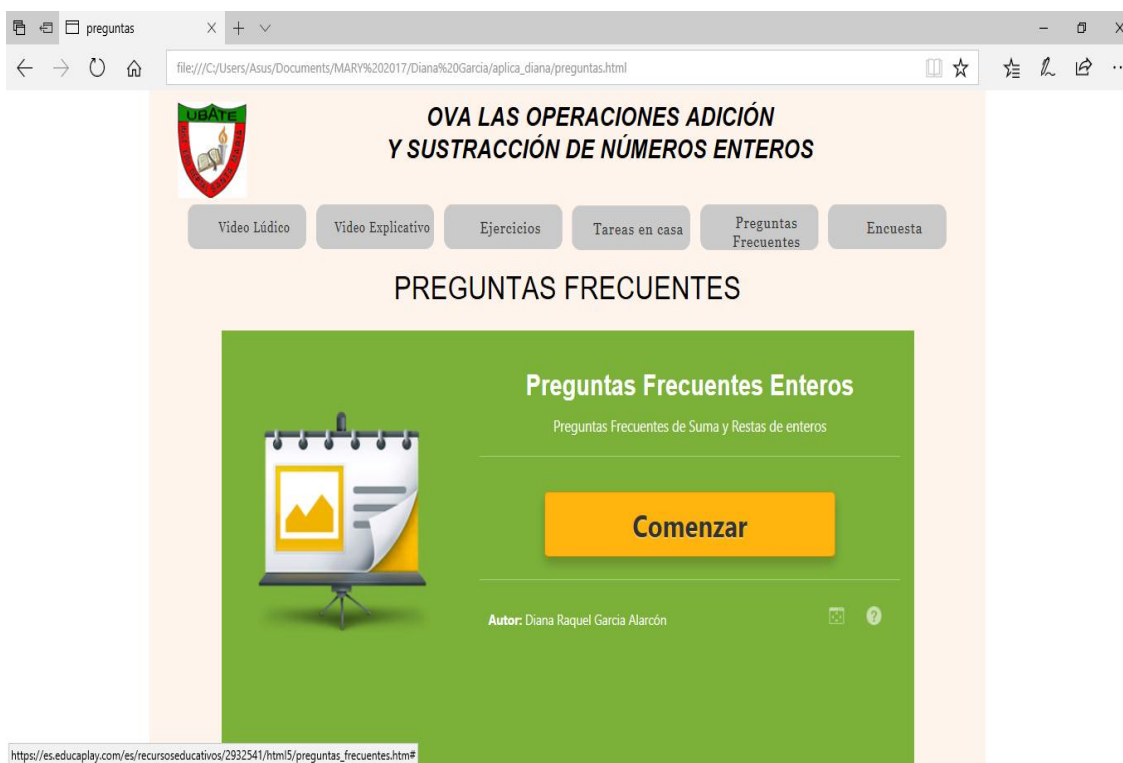 preguntas
file:///C:/Users/Asus/Documents/MARY%202017/Diana%20Garcia/aplica_diana/preguntas.html
UBATE
OVA LAS OPERACIONES ADICIÓN
Y SUSTRACCIÓN DE NÚMEROS ENTEROS
Video Lúdico
Video Explicativo
Ejercicios
Tareas en casa
Preguntas
Frecuentes
Encuesta
PREGUNTAS FRECUENTES
Preguntas Frecuentes Enteros
Preguntas Frecuentes de Suma y Restas de enteros
Comenzar
Autor: Diana Raquel Garcia Alarcón
https://es.educaplay.com/es/recursoseducativos/2932541/html5/preguntas_frecuentes.htm#